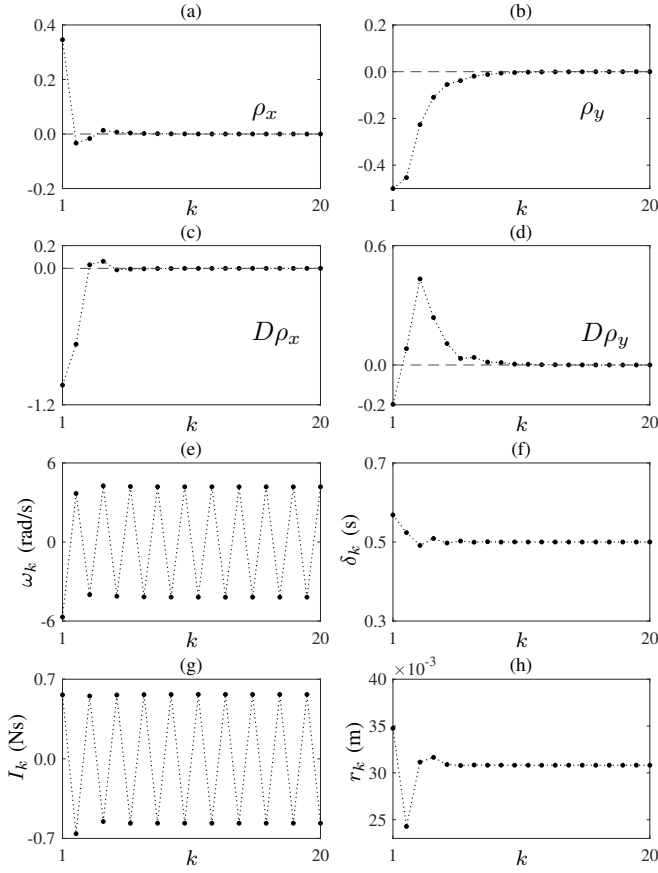 (a)
0.4
0.2
0.0
-0.2
1
k
20
ρx
(b)
0.2
0.0
-0.2
-0.4
1
k
20
ρy
(c)
0.2
0.0
-1.2
1
k
20
Dρx
(d)
0.6
0.0
-0.2
1
k
20
Dρy
(e)
6
0
-6
1
k
20
ωk (rad/s)
(f)
0.7
0.5
0.3
1
k
20
δk (s)
(g)
0.7
0.0
-0.7
1
k
20
Ik (Ns)
(h)
×10-3
40
35
30
25
1
k
20
rk (m)